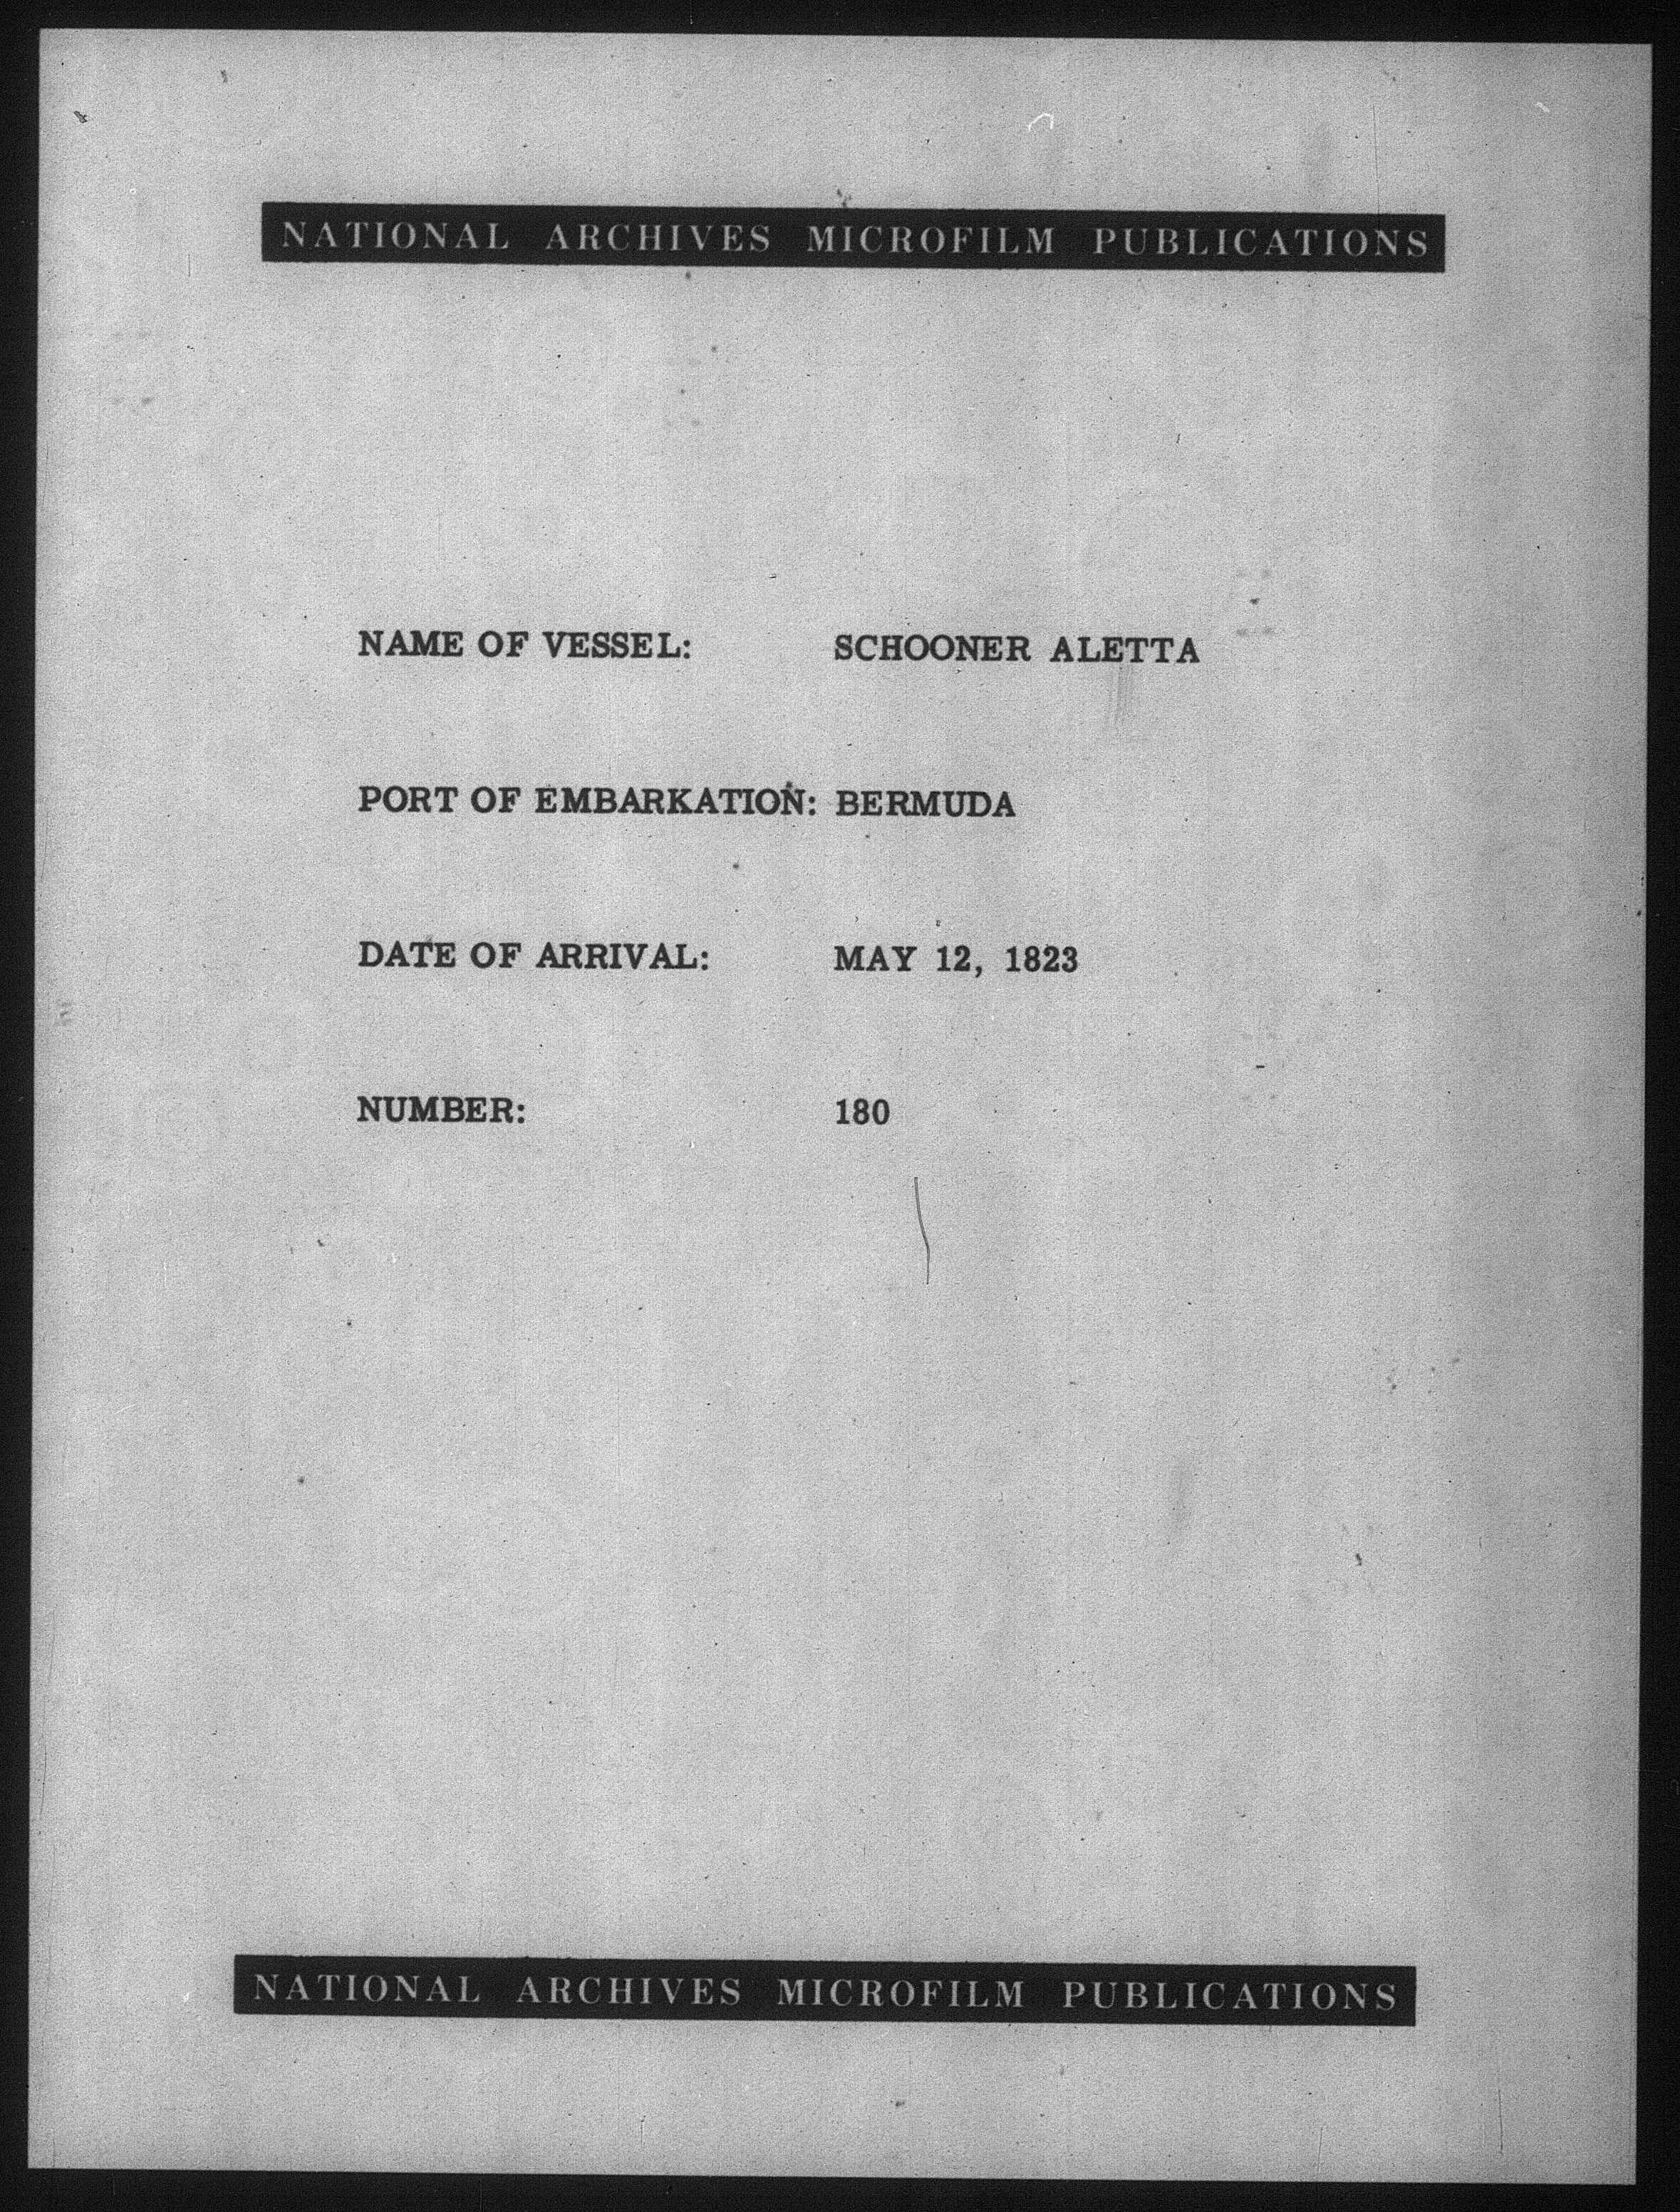 NATIONAL ARCHIVES MICROFILM PUBLICATIONS
NAME OF VESSEL: SCHOONER ALETTA
PORT OF EMBARKATION: BERMUDA
DATE OF ARRIVAL: MAY 12, 1823
NUMBER: 180
NATIONAL ARCHIVES MICROFILM PUBLICATIONS